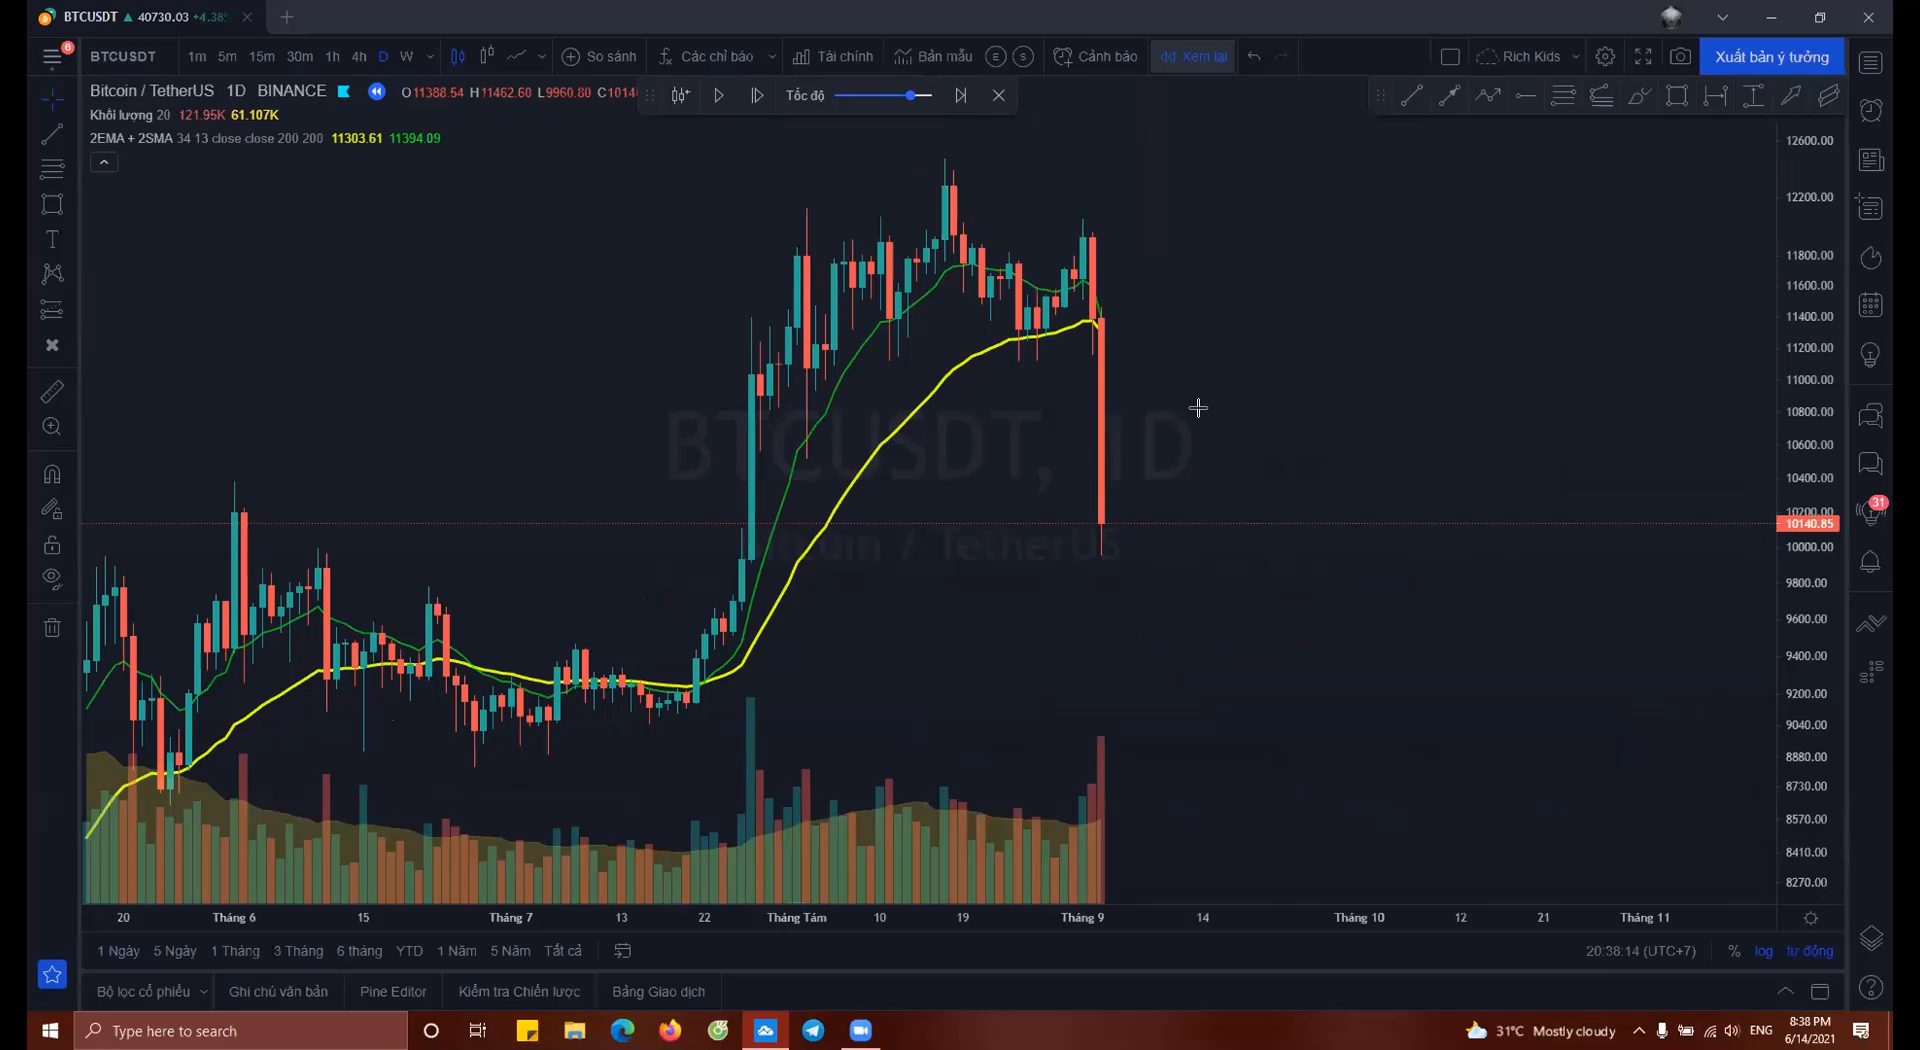 BTCUSDT ▲ 40730.03 +4.38%
8
BTCUSDT 1m 5m 15m 30m 1h 4h D W So sánh Các chỉ báo Tài chính Bản mẫu E S Cảnh báo Xem lại Rich Kids Xuất bản ý tưởng
Bitcoin / TetherUS 1D BINANCE O11388.54 H11462.60 L9960.80 C1014
Tốc độ
Khối lượng 20 121.95K 61.107K
2EMA + 2SMA 34 13 close close 200 200 11303.61 11394.09
BTCUSDT, 1D
Bitcoin / TetherUS
12600.00
12200.00
11800.00
11600.00
11400.00
11200.00
11000.00
10800.00
10600.00
10400.00
10200.00
10140.85
10000.00
9800.00
9600.00
9400.00
9200.00
9040.00
8880.00
8730.00
8570.00
8410.00
8270.00
31
20 Tháng 6 15 Tháng 7 13 22 Tháng Tám 10 19 Tháng 9 14 Tháng 10 12 21 Tháng 11
1 Ngày 5 Ngày 1 Tháng 3 Tháng 6 tháng YTD 1 Năm 5 Năm Tất cả 20:38:14 (UTC+7) % log tự động
Bộ lọc cổ phiếu Ghi chú văn bản Pine Editor Kiểm tra Chiến lược Bảng Giao dịch
Type here to search 31°C Mostly cloudy ENG 8:38 PM
6/14/2021